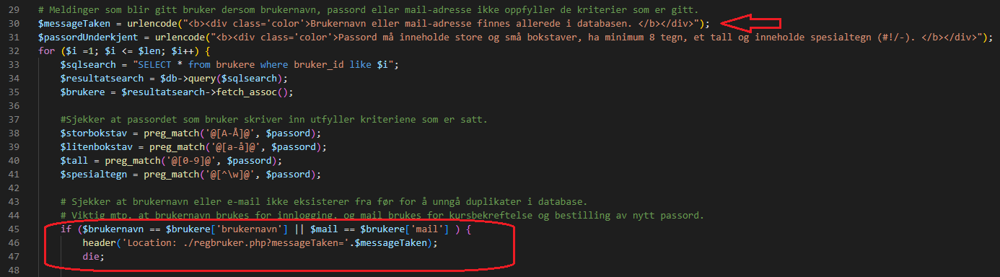 29 # Meldinger som blir gitt bruker dersom brukernavn, passord eller mail-adresse ikke oppfyller de kriterier som er gitt.
30 $messageTaken = urlencode("<b><div class='color'>Brukernavn eller mail-adresse finnes allerede i databasen. </b></div>");
31 $passordUnderkjent = urlencode("<b><div class='color'>Passord må inneholde store og små bokstaver, ha minimum 8 tegn, et tall og inneholde spesialtegn (#!/-). </b></div>");
32 for ($i =1; $i <= $len; $i++) {
33 $sqlsearch = "SELECT * from brukere where bruker_id like $i";
34 $resultatsearch = $db->query($sqlsearch);
35 $brukere = $resultatsearch->fetch_assoc();
36
37 #Sjekker at passordet som bruker skriver inn utfyller kriteriene som er satt.
38 $storbokstav = preg_match('@[A-Å]@', $passord);
39 $litenbokstav = preg_match('@[a-å]@', $passord);
40 $tall = preg_match('@[0-9]@', $passord);
41 $spesialtegn = preg_match('@[^\w]@', $passord);
42
43 # Sjekker at brukernavn eller e-mail ikke eksisterer fra før for å unngå duplikater i database.
44 # Viktig mtp. at brukernavn brukes for innlogging, og mail brukes for kursbekreftelse og bestilling av nytt passord.
45 if ($brukernavn == $brukere['brukernavn'] || $mail == $brukere['mail'] ) {
46 header('Location: ./regbruker.php?messageTaken='.$messageTaken);
47 die;
48